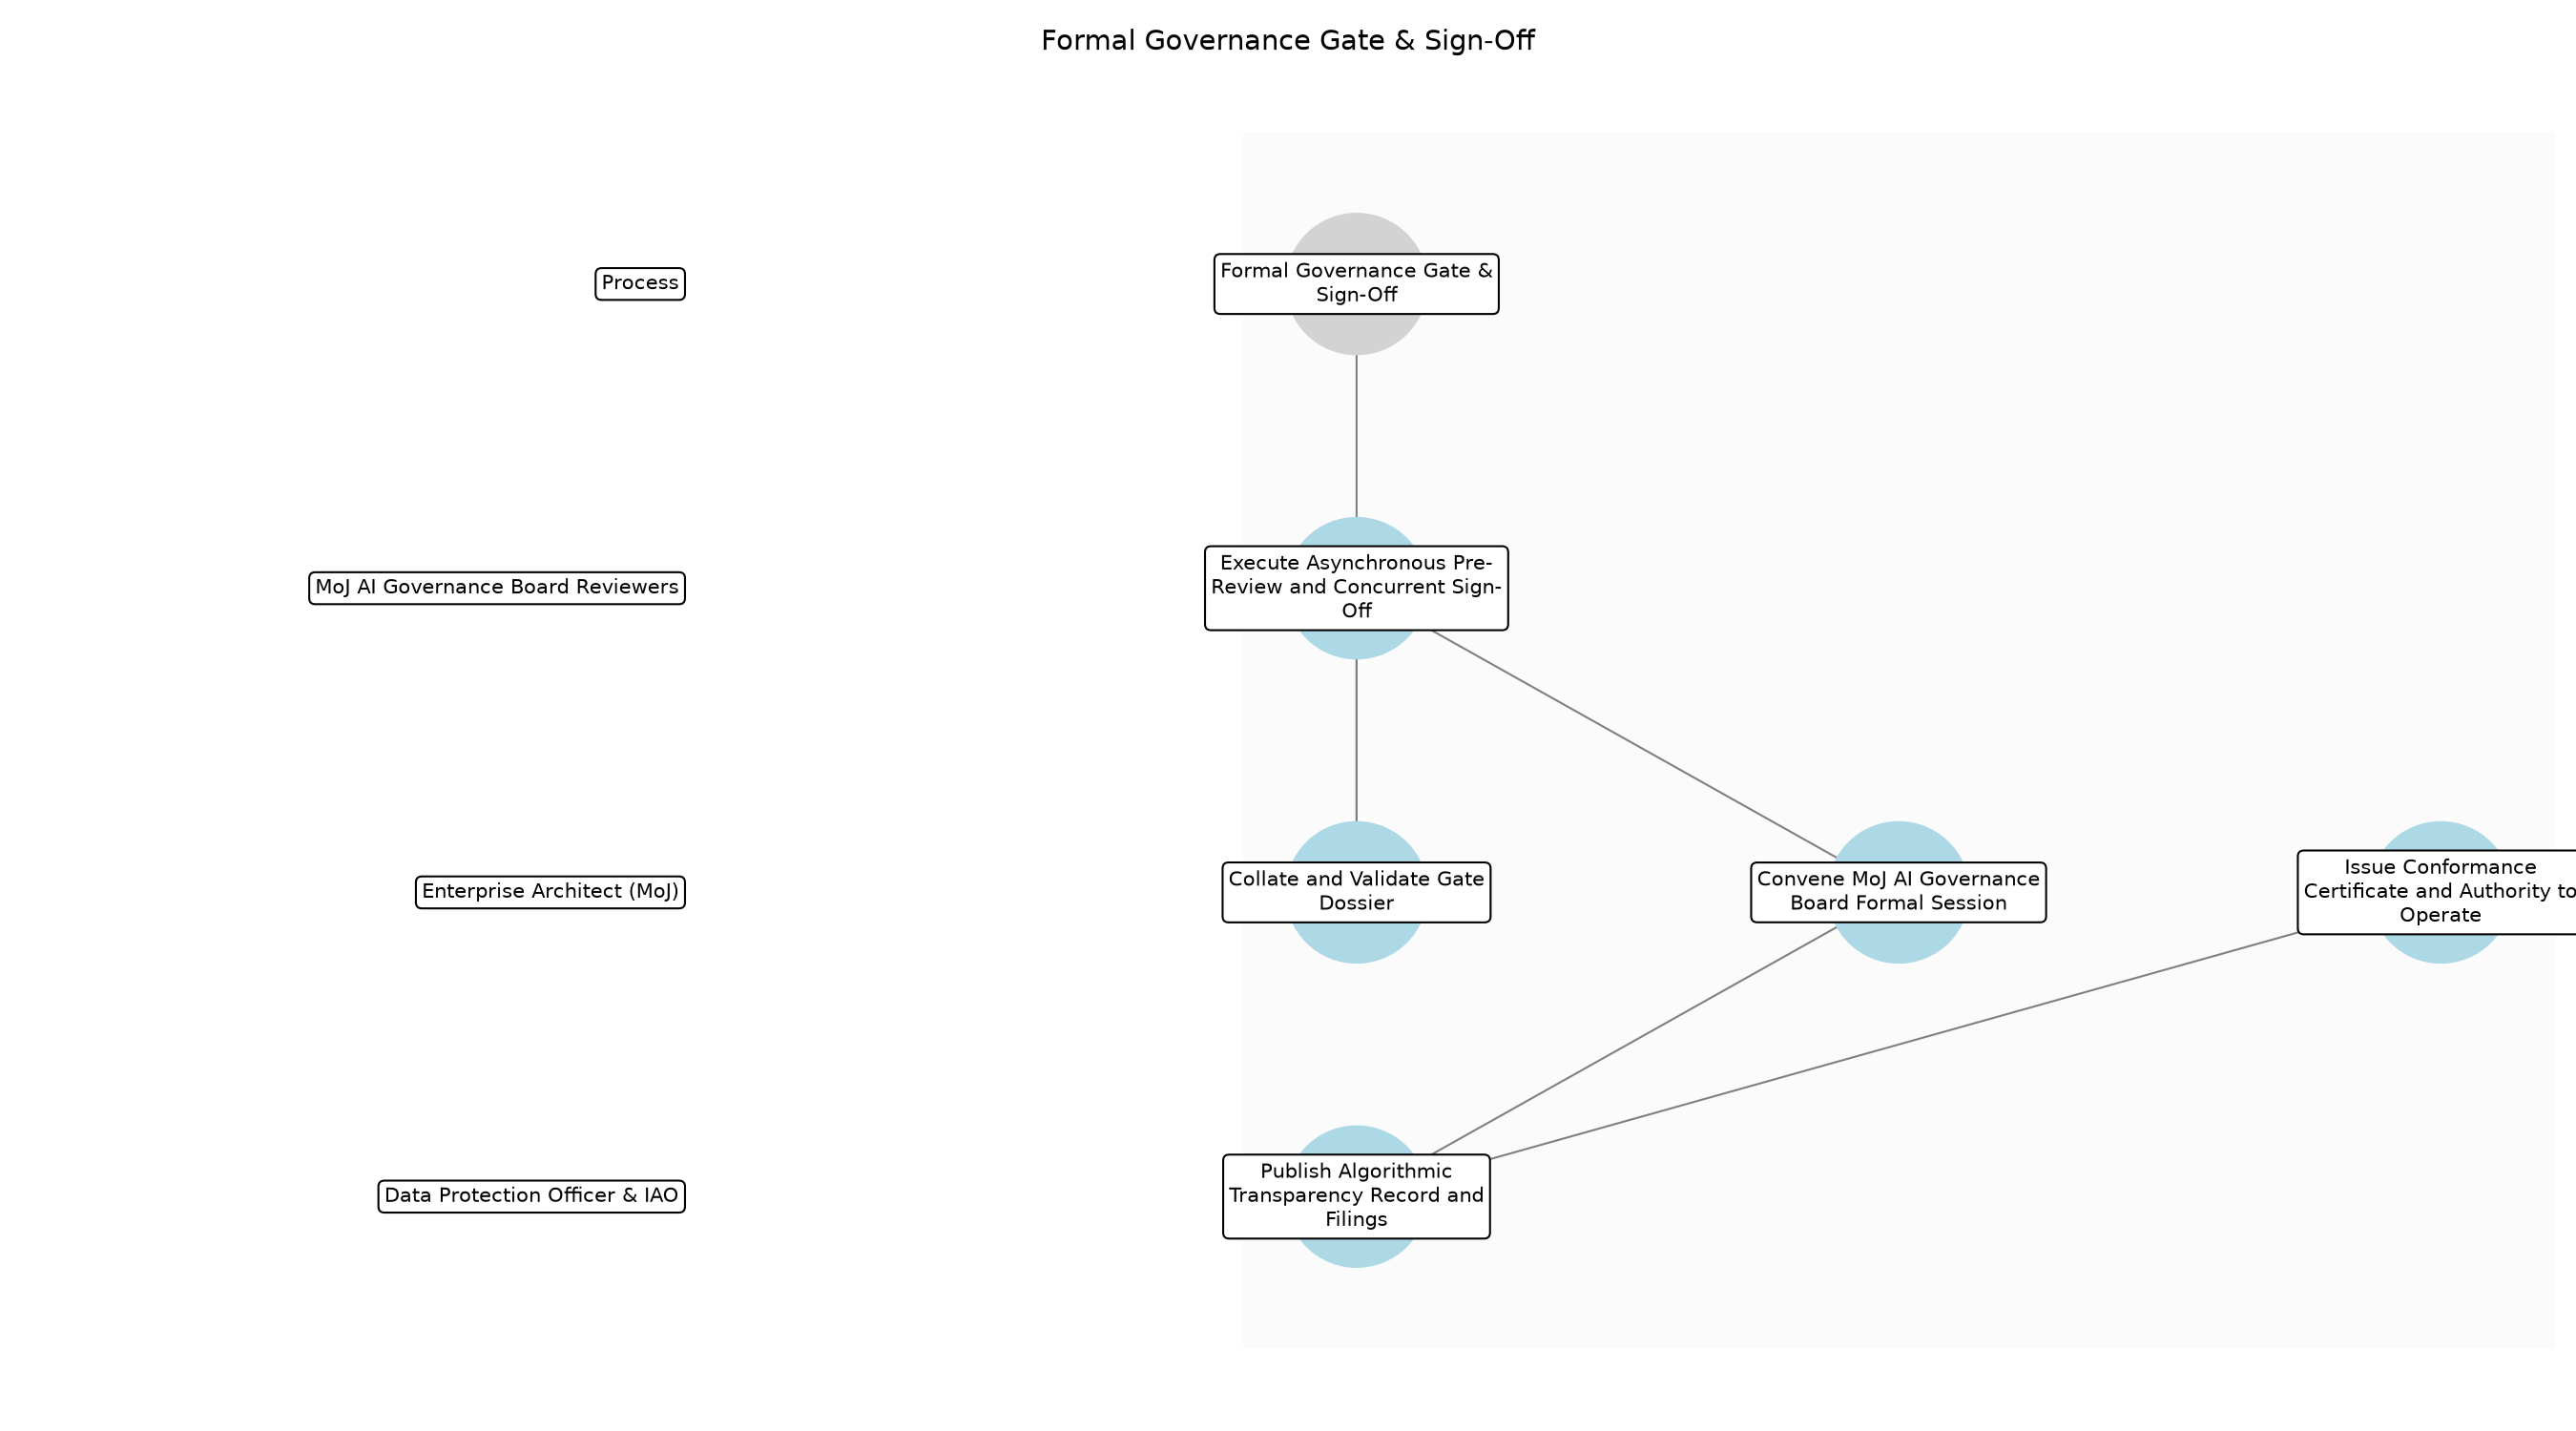 Formal Governance Gate & Sign-Off
Process
Formal Governance Gate &
Sign-Off
MoJ AI Governance Board Reviewers
Execute Asynchronous Pre-
Review and Concurrent Sign-
Off
Enterprise Architect (MoJ)
Collate and Validate Gate
Dossier
Convene MoJ AI Governance
Board Formal Session
Issue Conformance
Certificate and Authority to
Operate
Data Protection Officer & IAO
Publish Algorithmic
Transparency Record and
Filings